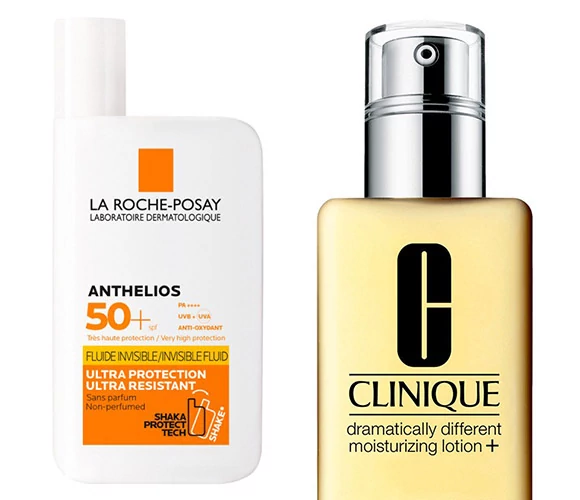 LA ROCHE-POSAY
LABORATOIRE DERMATOLOGIQUE
ANTHELIOS
50+ spf
PA ++++
UVB + UVA
ANTI-OXYDANT
Très haute protection / Very high protection
FLUIDE INVISIBLE/INVISIBLE FLUID
ULTRA PROTECTION
ULTRA RESISTANT
Sans parfum
Non-perfumed
SHAKA
PROTECT
TECH
SHAKE*
C
CLINIQUE
dramatically different
moisturizing lotion +